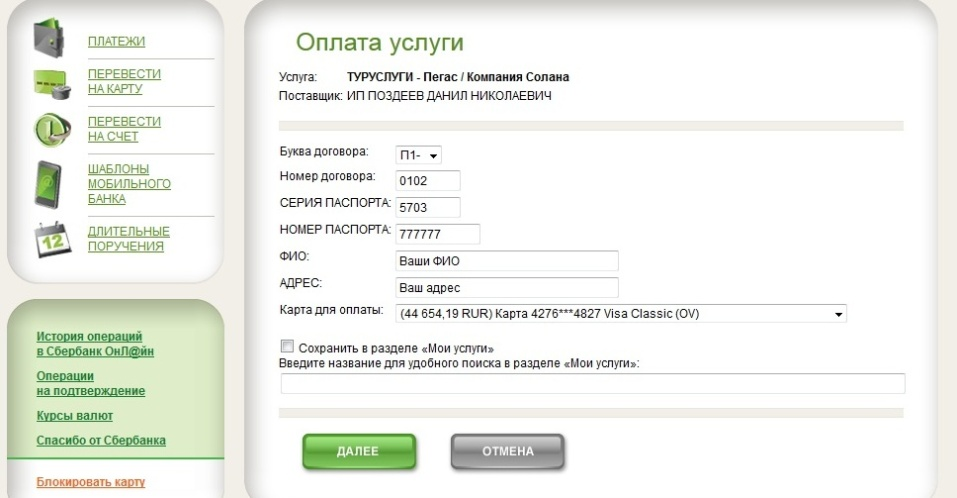 ПЛАТЕЖИ
ПЕРЕВЕСТИ
НА КАРТУ
ПЕРЕВЕСТИ
НА СЧЕТ
ШАБЛОНЫ
МОБИЛЬНОГО
БАНКА
12
ДЛИТЕЛЬНЫЕ
ПОРУЧЕНИЯ
История операций
в Сбербанк ОнЛ@йн
Операции
на подтверждение
Курсы валют
Спасибо от Сбербанка
Блокировать карту
Оплата услуги
Услуга: ТУРУСЛУГИ - Пегас / Компания Солана
Поставщик: ИП ПОЗДЕЕВ ДАНИЛ НИКОЛАЕВИЧ
Буква договора: П1-
Номер договора: 0102
СЕРИЯ ПАСПОРТА: 5703
НОМЕР ПАСПОРТА: 777777
ФИО: Ваши ФИО
АДРЕС: Ваш адрес
Карта для оплаты: (44 654,19 RUR) Карта 4276***4827 Visa Classic (OV)
Сохранить в разделе «Мои услуги»
Введите название для удобного поиска в разделе «Мои услуги»:
ДАЛЕЕ ОТМЕНА